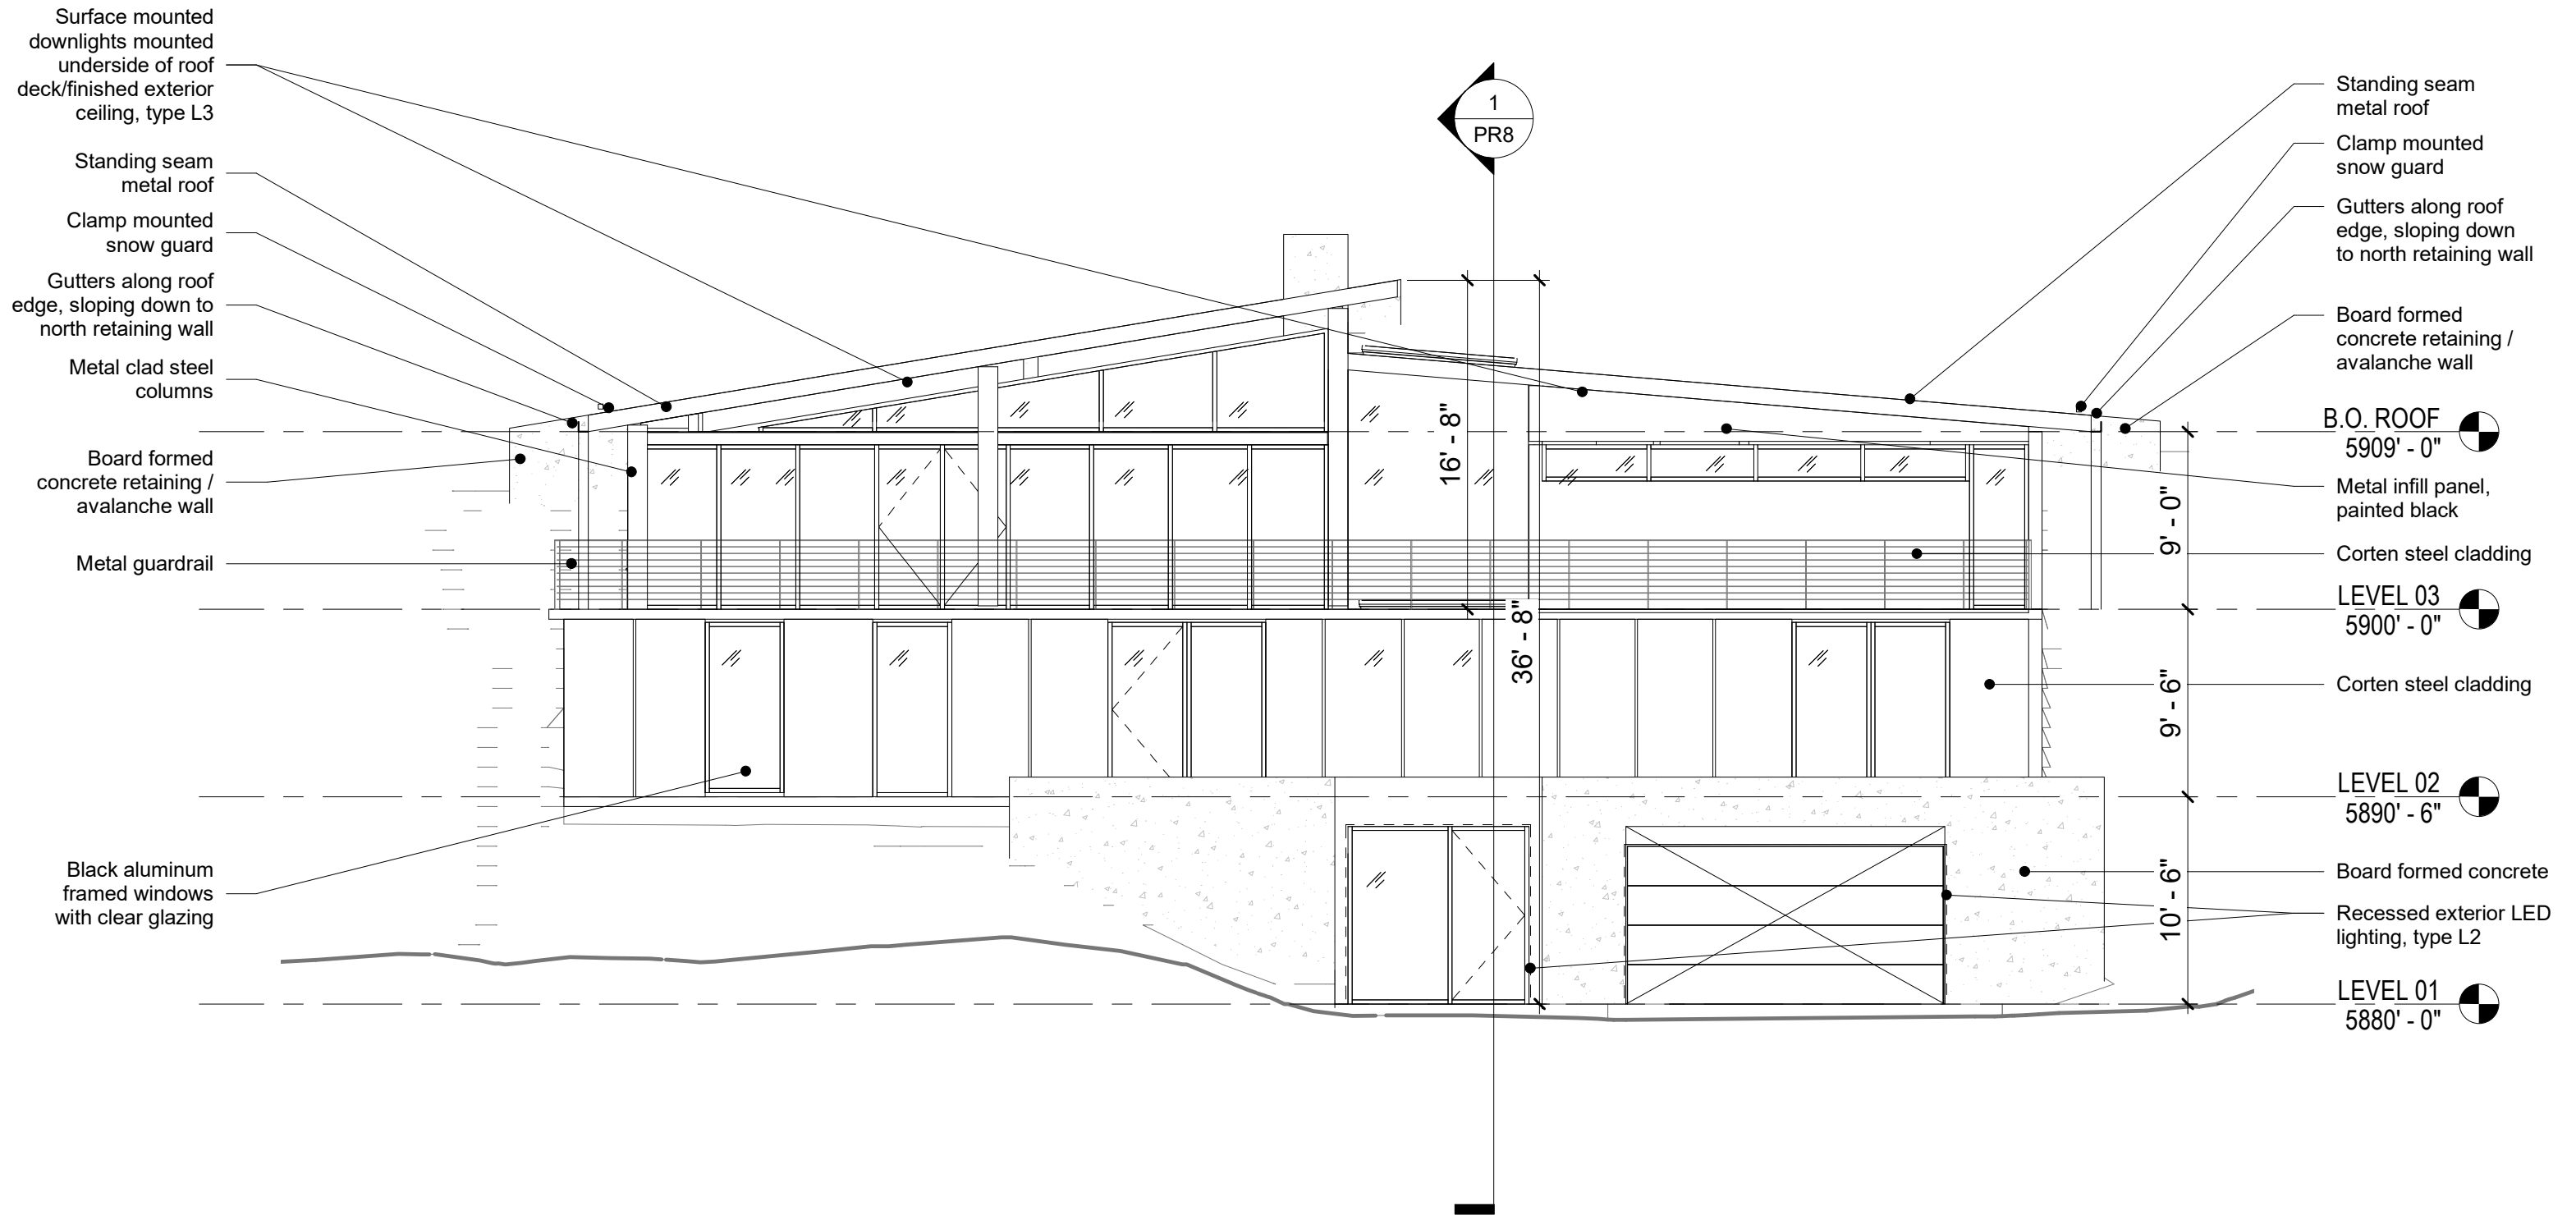 Surface mounted
downlights mounted
underside of roof
deck/finished exterior
ceiling, type L3
Standing seam
metal roof
Clamp mounted
snow guard
Gutters along roof
edge, sloping down to
north retaining wall
Metal clad steel
columns
Board formed
concrete retaining /
avalanche wall
Metal guardrail
Black aluminum
framed windows
with clear glazing
1
PR8
16' - 8"
36' - 8"
9' - 0"
9' - 6"
10' - 6"
Standing seam
metal roof
Clamp mounted
snow guard
Gutters along roof
edge, sloping down
to north retaining wall
Board formed
concrete retaining /
avalanche wall
B.O. ROOF
5909' - 0"
Metal infill panel,
painted black
Corten steel cladding
LEVEL 03
5900' - 0"
Corten steel cladding
LEVEL 02
5890' - 6"
Board formed concrete
Recessed exterior LED
lighting, type L2
LEVEL 01
5880' - 0"